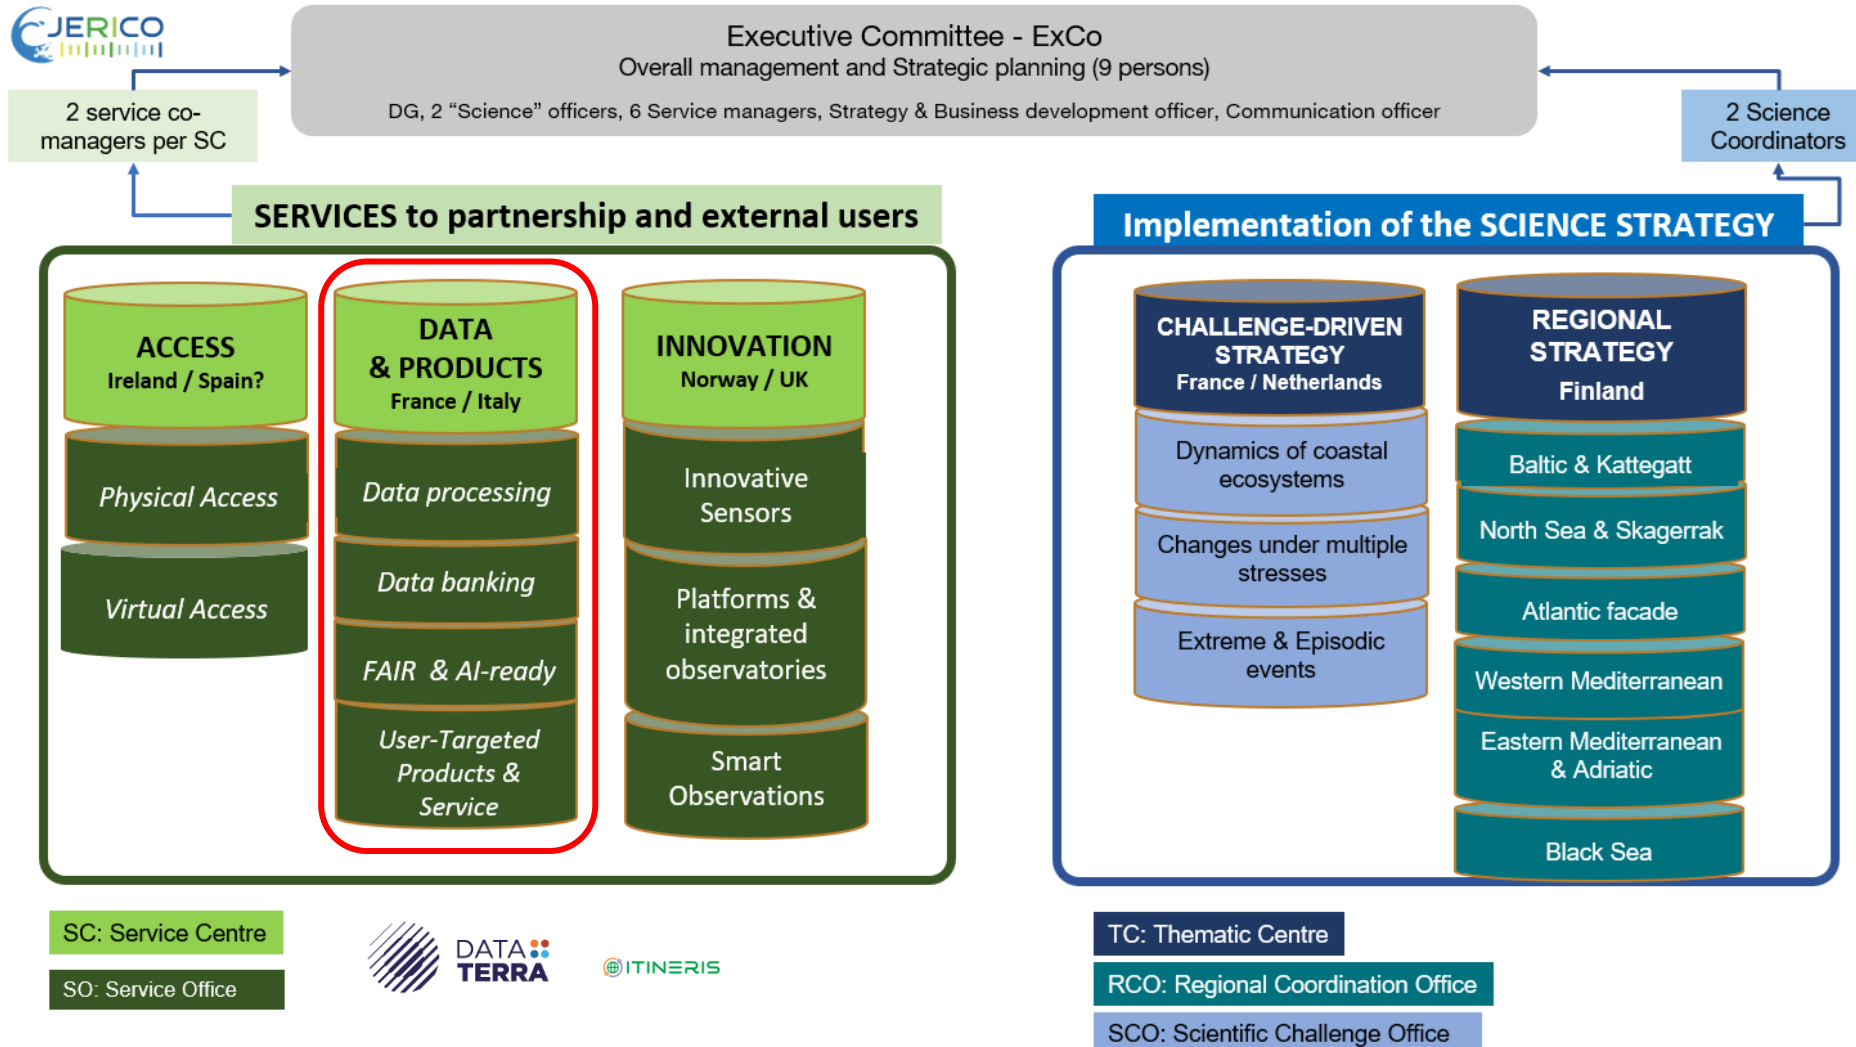 JERICO
Executive Committee - ExCo
Overall management and Strategic planning (9 persons)
DG, 2 “Science” officers, 6 Service managers, Strategy & Business development officer, Communication officer
2 service co-
managers per SC
2 Science
Coordinators
SERVICES to partnership and external users
Implementation of the SCIENCE STRATEGY
ACCESS
Ireland / Spain?
Physical Access
Virtual Access
DATA
& PRODUCTS
France / Italy
Data processing
Data banking
FAIR & AI-ready
User-Targeted
Products &
Service
INNOVATION
Norway / UK
Innovative
Sensors
Platforms &
integrated
observatories
Smart
Observations
CHALLENGE-DRIVEN
STRATEGY
France / Netherlands
Dynamics of coastal
ecosystems
Changes under multiple
stresses
Extreme & Episodic
events
REGIONAL
STRATEGY
Finland
Baltic & Kattegatt
North Sea & Skagerrak
Atlantic facade
Western Mediterranean
Eastern Mediterranean
& Adriatic
Black Sea
SC: Service Centre
SO: Service Office
DATA
TERRA
ITINERIS
TC: Thematic Centre
RCO: Regional Coordination Office
SCO: Scientific Challenge Office